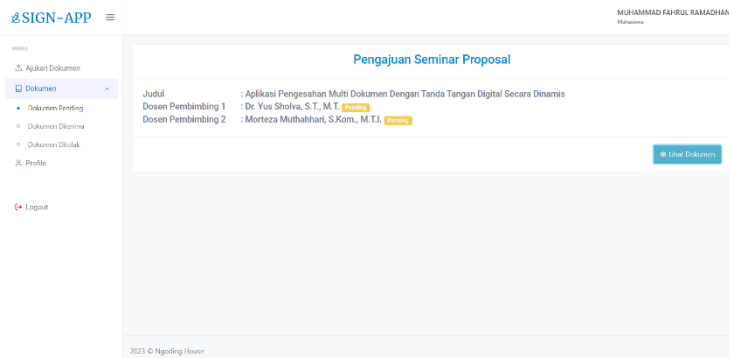 SIGN-APP
MUHAMMAD FAHRUL RAMADHAN
Mahasiswa
MENU
Ajukan Dokumen
Dokumen
Dokumen Pending
Dokumen Diterima
Dokumen Ditolak
Profile
Logout
Pengajuan Seminar Proposal
Judul : Aplikasi Pengesahan Multi Dokumen Dengan Tanda Tangan Digital Secara Dinamis
Dosen Pembimbing 1 : Dr. Yus Sholva, S.T., M.T. Pending
Dosen Pembimbing 2 : Morteza Muthahhari, S.Kom., M.T.I. Pending
Lihat Dokumen
2023 © Ngoding House